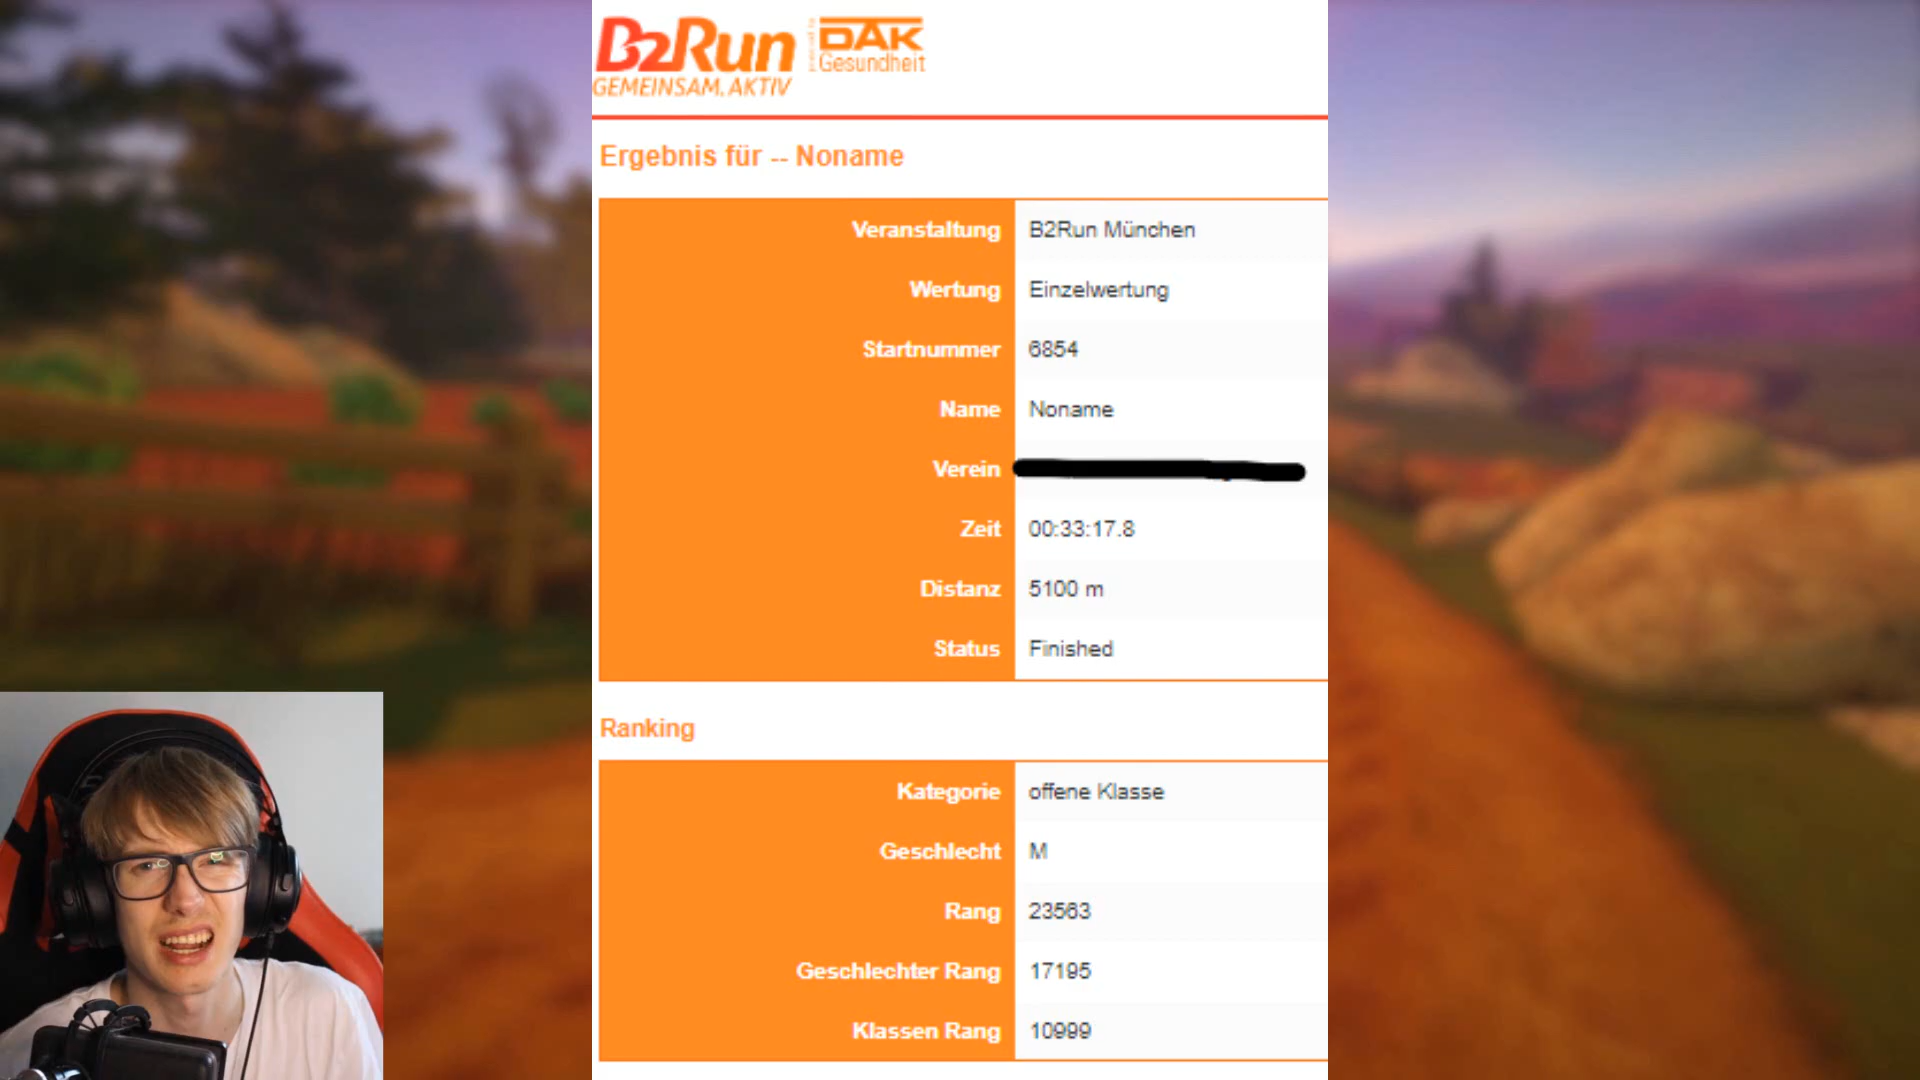 B2Run
GEMEINSAM. AKTIV
DAK
Gesundheit
Ergebnis für -- Noname
Veranstaltung B2Run München
Wertung Einzelwertung
Startnummer 6854
Name Noname
Verein
Zeit 00:33:17.8
Distanz 5100 m
Status Finished
Ranking
Kategorie offene Klasse
Geschlecht M
Rang 23563
Geschlechter Rang 17195
Klassen Rang 10999